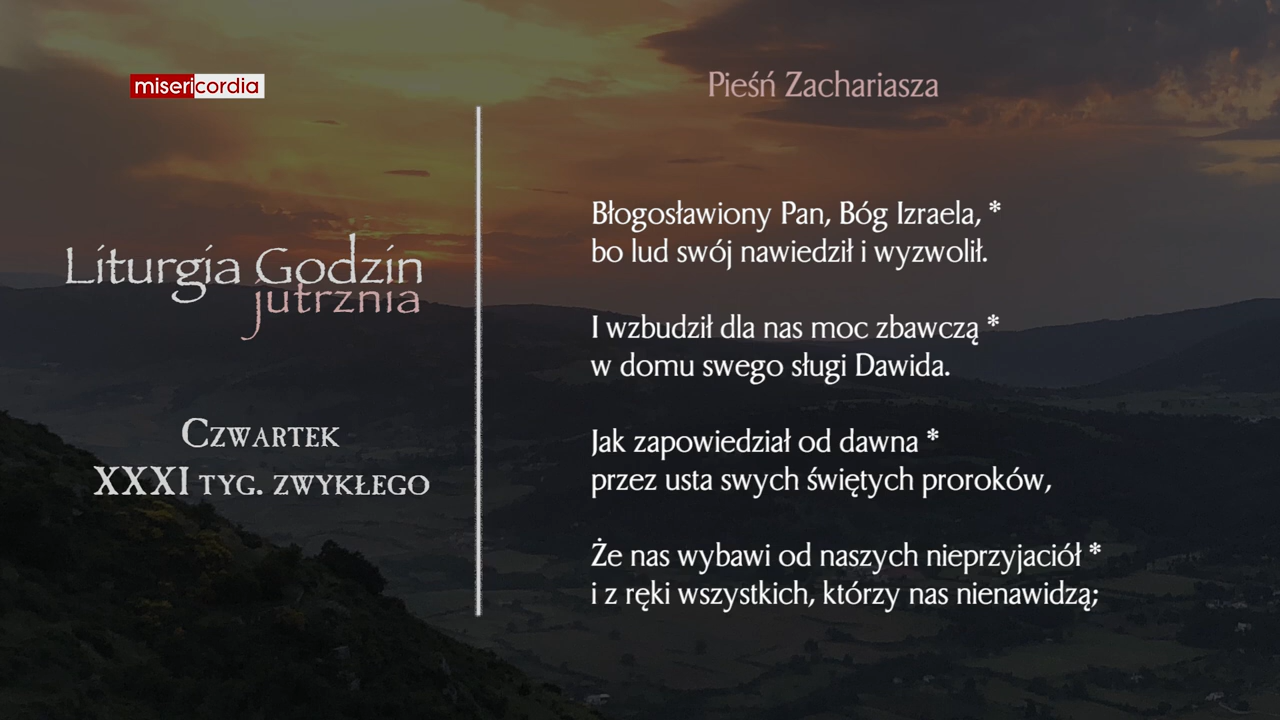 misericordia
Liturgia Godzin
jutrznia
Czwartek
XXXI tyg. zwykłego
Pieśń Zachariasza
Błogosławiony Pan, Bóg Izraela, *
bo lud swój nawiedził i wyzwolił.
I wzbudził dla nas moc zbawczą *
w domu swego sługi Dawida.
Jak zapowiedział od dawna *
przez usta swych świętych proroków,
Że nas wybawi od naszych nieprzyjaciół *
i z ręki wszystkich, którzy nas nienawidzą;